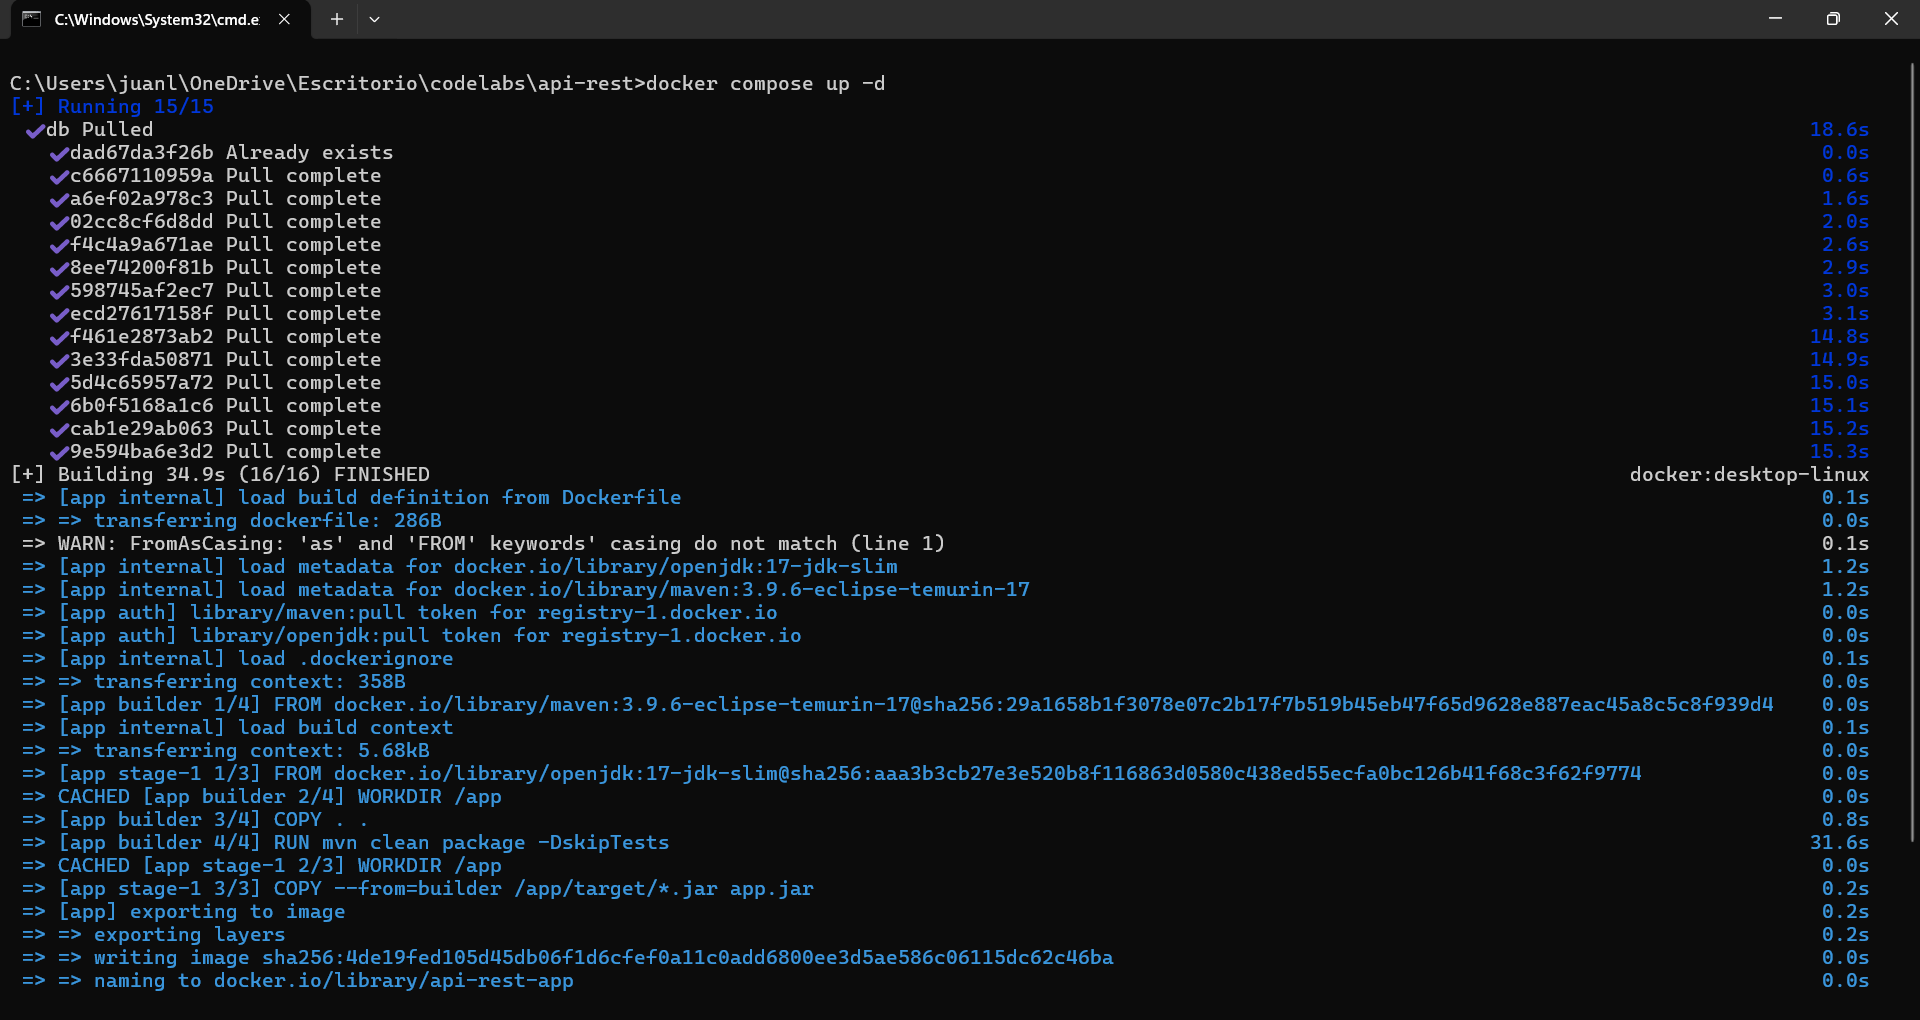 C:\Windows\System32\cmd.e
C:\Users\juanl\OneDrive\Escritorio\codelabs\api-rest>docker compose up -d
[+] Running 15/15
✔db Pulled 18.6s
✔dad67da3f26b Already exists 0.0s
✔c6667110959a Pull complete 0.6s
✔a6ef02a978c3 Pull complete 1.6s
✔02cc8cf6d8dd Pull complete 2.0s
✔f4c4a9a671ae Pull complete 2.6s
✔8ee74200f81b Pull complete 2.9s
✔598745af2ec7 Pull complete 3.0s
✔ecd27617158f Pull complete 3.1s
✔f461e2873ab2 Pull complete 14.8s
✔3e33fda50871 Pull complete 14.9s
✔5d4c65957a72 Pull complete 15.0s
✔6b0f5168a1c6 Pull complete 15.1s
✔cab1e29ab063 Pull complete 15.2s
✔9e594ba6e3d2 Pull complete 15.3s
[+] Building 34.9s (16/16) FINISHED docker:desktop-linux
=> [app internal] load build definition from Dockerfile 0.1s
=> => transferring dockerfile: 286B 0.0s
=> WARN: FromAsCasing: 'as' and 'FROM' keywords' casing do not match (line 1) 0.1s
=> [app internal] load metadata for docker.io/library/openjdk:17-jdk-slim 1.2s
=> [app internal] load metadata for docker.io/library/maven:3.9.6-eclipse-temurin-17 1.2s
=> [app auth] library/maven:pull token for registry-1.docker.io 0.0s
=> [app auth] library/openjdk:pull token for registry-1.docker.io 0.0s
=> [app internal] load .dockerignore 0.1s
=> => transferring context: 358B 0.0s
=> [app builder 1/4] FROM docker.io/library/maven:3.9.6-eclipse-temurin-17@sha256:29a1658b1f3078e07c2b17f7b519b45eb47f65d9628e887eac45a8c5c8f939d4 0.0s
=> [app internal] load build context 0.1s
=> => transferring context: 5.68kB 0.0s
=> [app stage-1 1/3] FROM docker.io/library/openjdk:17-jdk-slim@sha256:aaa3b3cb27e3e520b8f116863d0580c438ed55ecfa0bc126b41f68c3f62f9774 0.0s
=> CACHED [app builder 2/4] WORKDIR /app 0.0s
=> [app builder 3/4] COPY . . 0.8s
=> [app builder 4/4] RUN mvn clean package -DskipTests 31.6s
=> CACHED [app stage-1 2/3] WORKDIR /app 0.0s
=> [app stage-1 3/3] COPY --from=builder /app/target/*.jar app.jar 0.2s
=> [app] exporting to image 0.2s
=> => exporting layers 0.2s
=> => writing image sha256:4de19fed105d45db06f1d6cfef0a11c0add6800ee3d5ae586c06115dc62c46ba 0.0s
=> => naming to docker.io/library/api-rest-app 0.0s